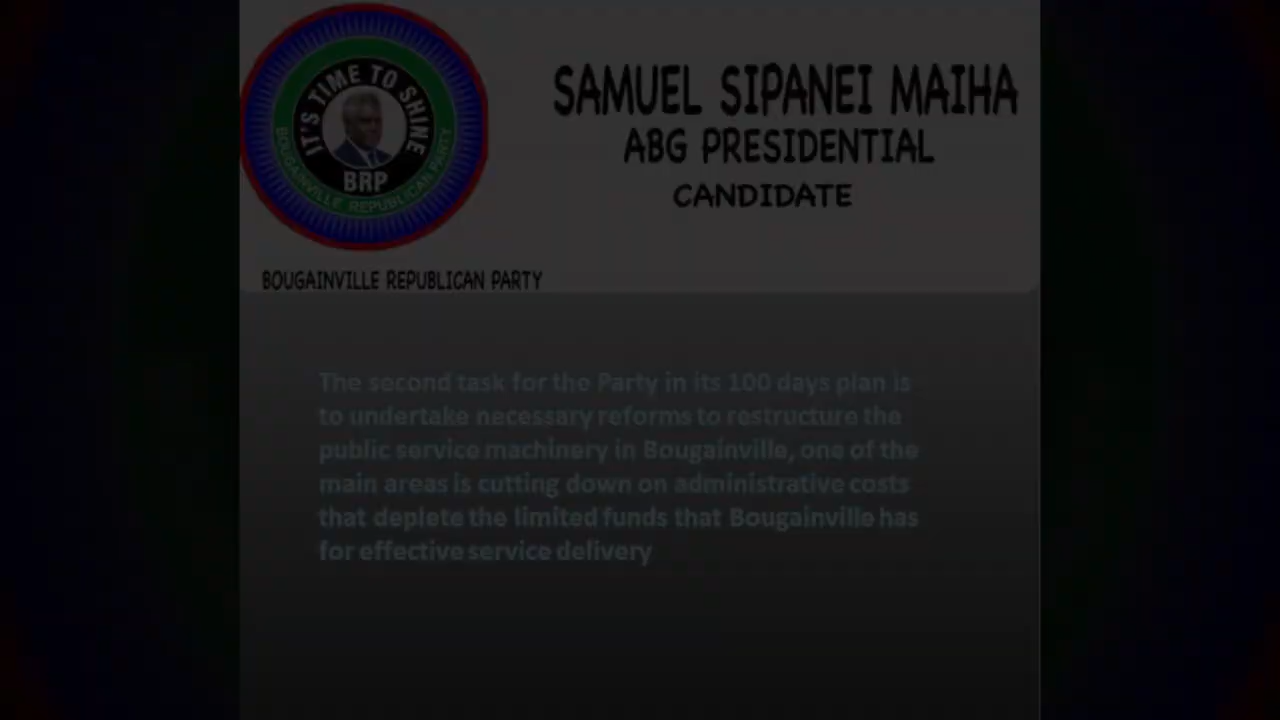 IT'S TIME TO SHINE
BRP
BOUGAINVILLE REPUBLICAN PARTY
SAMUEL SIPANEI MAIHA
ABG PRESIDENTIAL
CANDIDATE
BOUGAINVILLE REPUBLICAN PARTY
The second task for the Party in its 100 days plan is
to undertake necessary reforms to restructure the
public service machinery in Bougainville, one of the
main areas is cutting down on administrative costs
that deplete the limited funds that Bougainville has
for effective service delivery